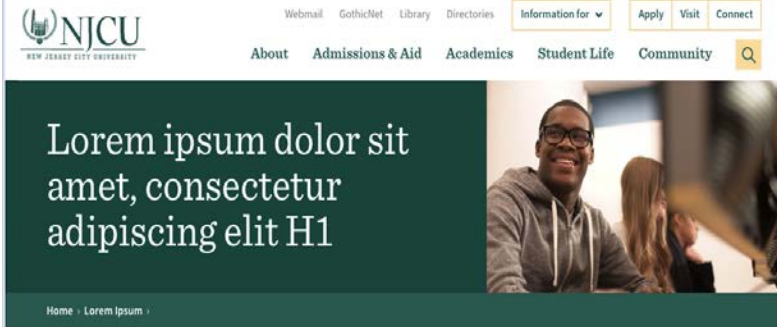 Webmail GothicNet Library Directories Information for Apply Visit Connect
NJCU
NEW JERSEY CITY UNIVERSITY
About Admissions & Aid Academics Student Life Community
Lorem ipsum dolor sit
amet, consectetur
adipiscing elit H1
Home › Lorem Ipsum ›